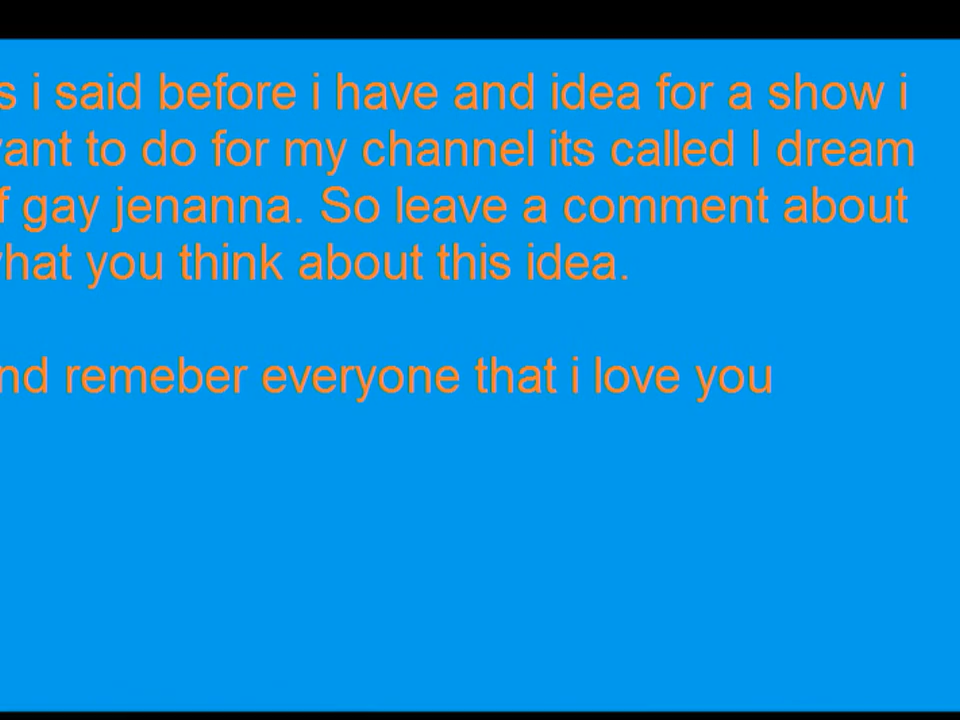 s i said before i have and idea for a show i
ant to do for my channel its called I dream
f gay jenanna. So leave a comment about
hat you think about this idea.
nd remeber everyone that i love you